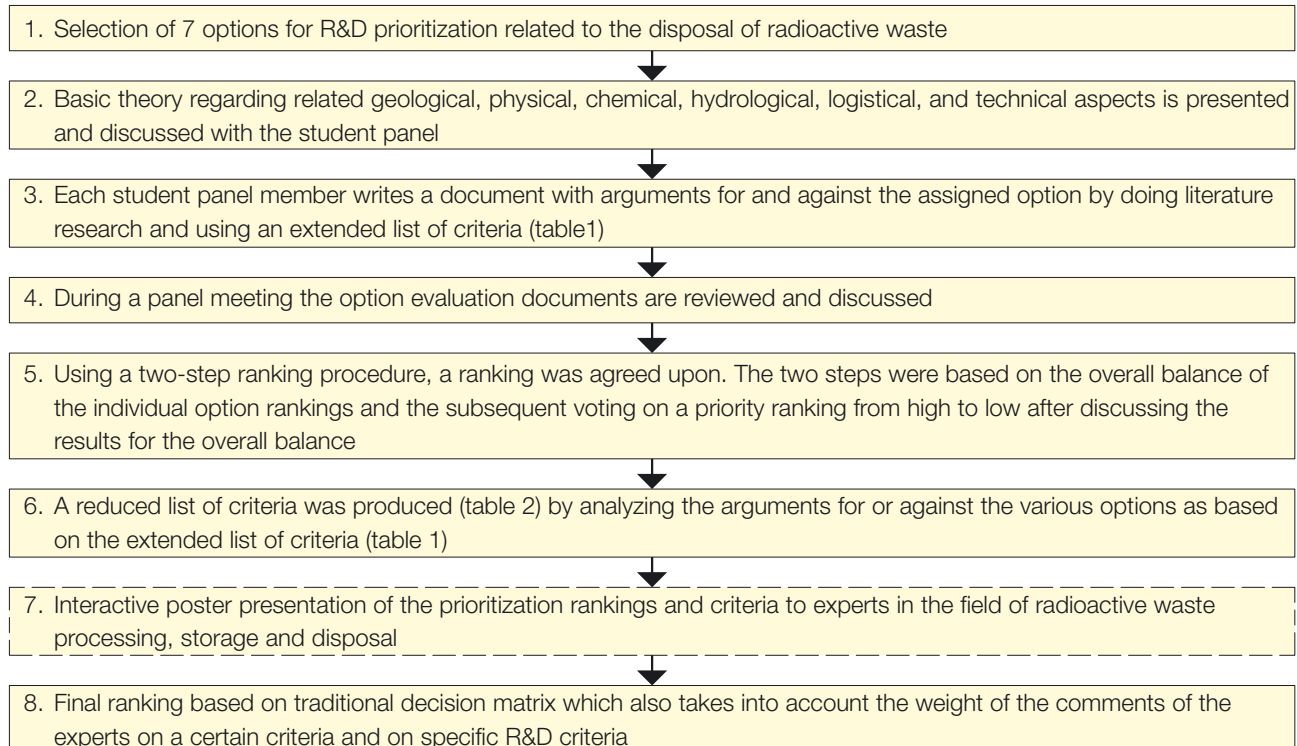 1. Selection of 7 options for R&D prioritization related to the disposal of radioactive waste
2. Basic theory regarding related geological, physical, chemical, hydrological, logistical, and technical aspects is presented
and discussed with the student panel
3. Each student panel member writes a document with arguments for and against the assigned option by doing literature
research and using an extended list of criteria (table1)
4. During a panel meeting the option evaluation documents are reviewed and discussed
5. Using a two-step ranking procedure, a ranking was agreed upon. The two steps were based on the overall balance of
the individual option rankings and the subsequent voting on a priority ranking from high to low after discussing the
results for the overall balance
6. A reduced list of criteria was produced (table 2) by analyzing the arguments for or against the various options as based
on the extended list of criteria (table 1)
7. Interactive poster presentation of the prioritization rankings and criteria to experts in the field of radioactive waste
processing, storage and disposal
8. Final ranking based on traditional decision matrix which also takes into account the weight of the comments of the
experts on a certain criteria and on specific R&D criteria